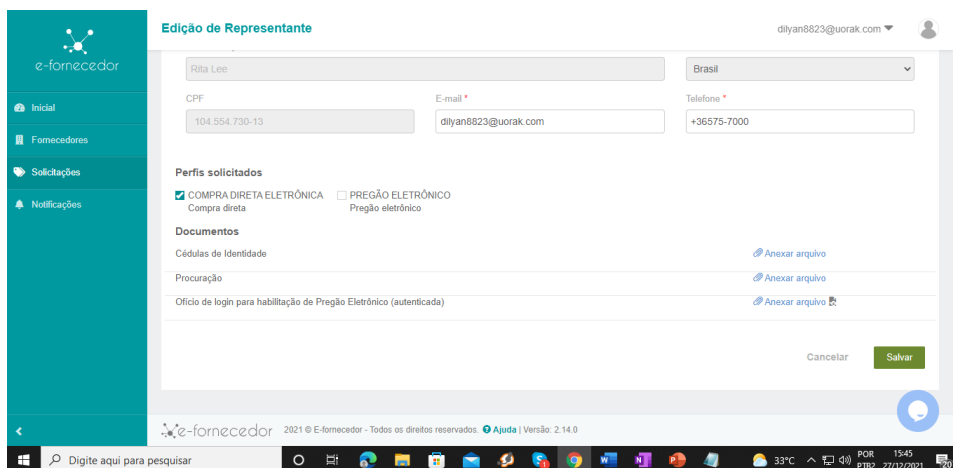 Edição de Representante
dilyan8823@uorak.com
e-fornecedor
Inicial
Fornecedores
Solicitações
Notificações
Rita Lee
Brasil
CPF
E-mail *
Telefone *
104.554.730-13
dilyan8823@uorak.com
+36575-7000
Perfis solicitados
COMPRA DIRETA ELETRÔNICA
PREGÃO ELETRÔNICO
Compra direta
Pregão eletrônico
Documentos
Cédulas de Identidade
Anexar arquivo
Procuração
Anexar arquivo
Ofício de login para habilitação de Pregão Eletrônico (autenticada)
Anexar arquivo
Cancelar
Salvar
e-fornecedor
2021 © E-fornecedor - Todos os direitos reservados. Ajuda | Versão: 2.14.0
Digite aqui para pesquisar
33°C
POR
PTB2
15:45
27/12/2021
20